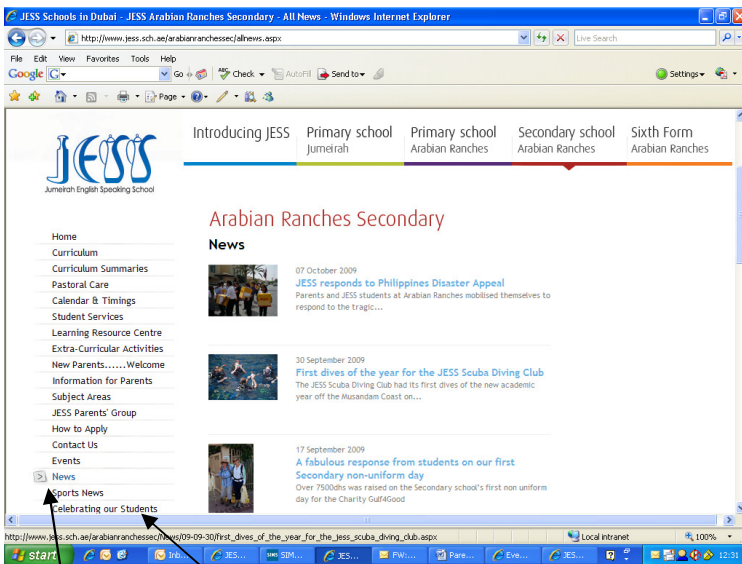 JESS Schools in Dubai - JESS Arabian Ranches Secondary - All News - Windows Internet Explorer
http://www.jess.sch.ae/arabianranchessec/allnews.aspx
Live Search
File Edit View Favorites Tools Help
Google G Go ABC Check AutoFill Send to Settings
Page
Introducing JESS
Primary school
Jumeirah
Primary school
Arabian Ranches
Secondary school
Arabian Ranches
Sixth Form
Arabian Ranches
JESS
Jumeirah English Speaking School
Home
Curriculum
Curriculum Summaries
Pastoral Care
Calendar & Timings
Student Services
Learning Resource Centre
Extra-Curricular Activities
New Parents......Welcome
Information for Parents
Subject Areas
JESS Parents' Group
How to Apply
Contact Us
Events
News
Sports News
Celebrating our Students
Arabian Ranches Secondary
News
07 October 2009
JESS responds to Philippines Disaster Appeal
Parents and JESS students at Arabian Ranches mobilised themselves to
respond to the tragic...
30 September 2009
First dives of the year for the JESS Scuba Diving Club
The JESS Scuba Diving Club had its first dives of the new academic
year off the Musandam Coast on...
17 September 2009
A fabulous response from students on our first
Secondary non-uniform day
Over 7500dhs was raised on the Secondary school's first non uniform
day for the Charity Gulf4Good
http://www.jess.sch.ae/arabianranchessec/News/09-09-30/first_dives_of_the_year_for_the_jess_scuba_diving_club.aspx
Local intranet
100%
start Inb... JES... SIMS SIM... JES... FW:... Pare... Eve... JES... 12:31